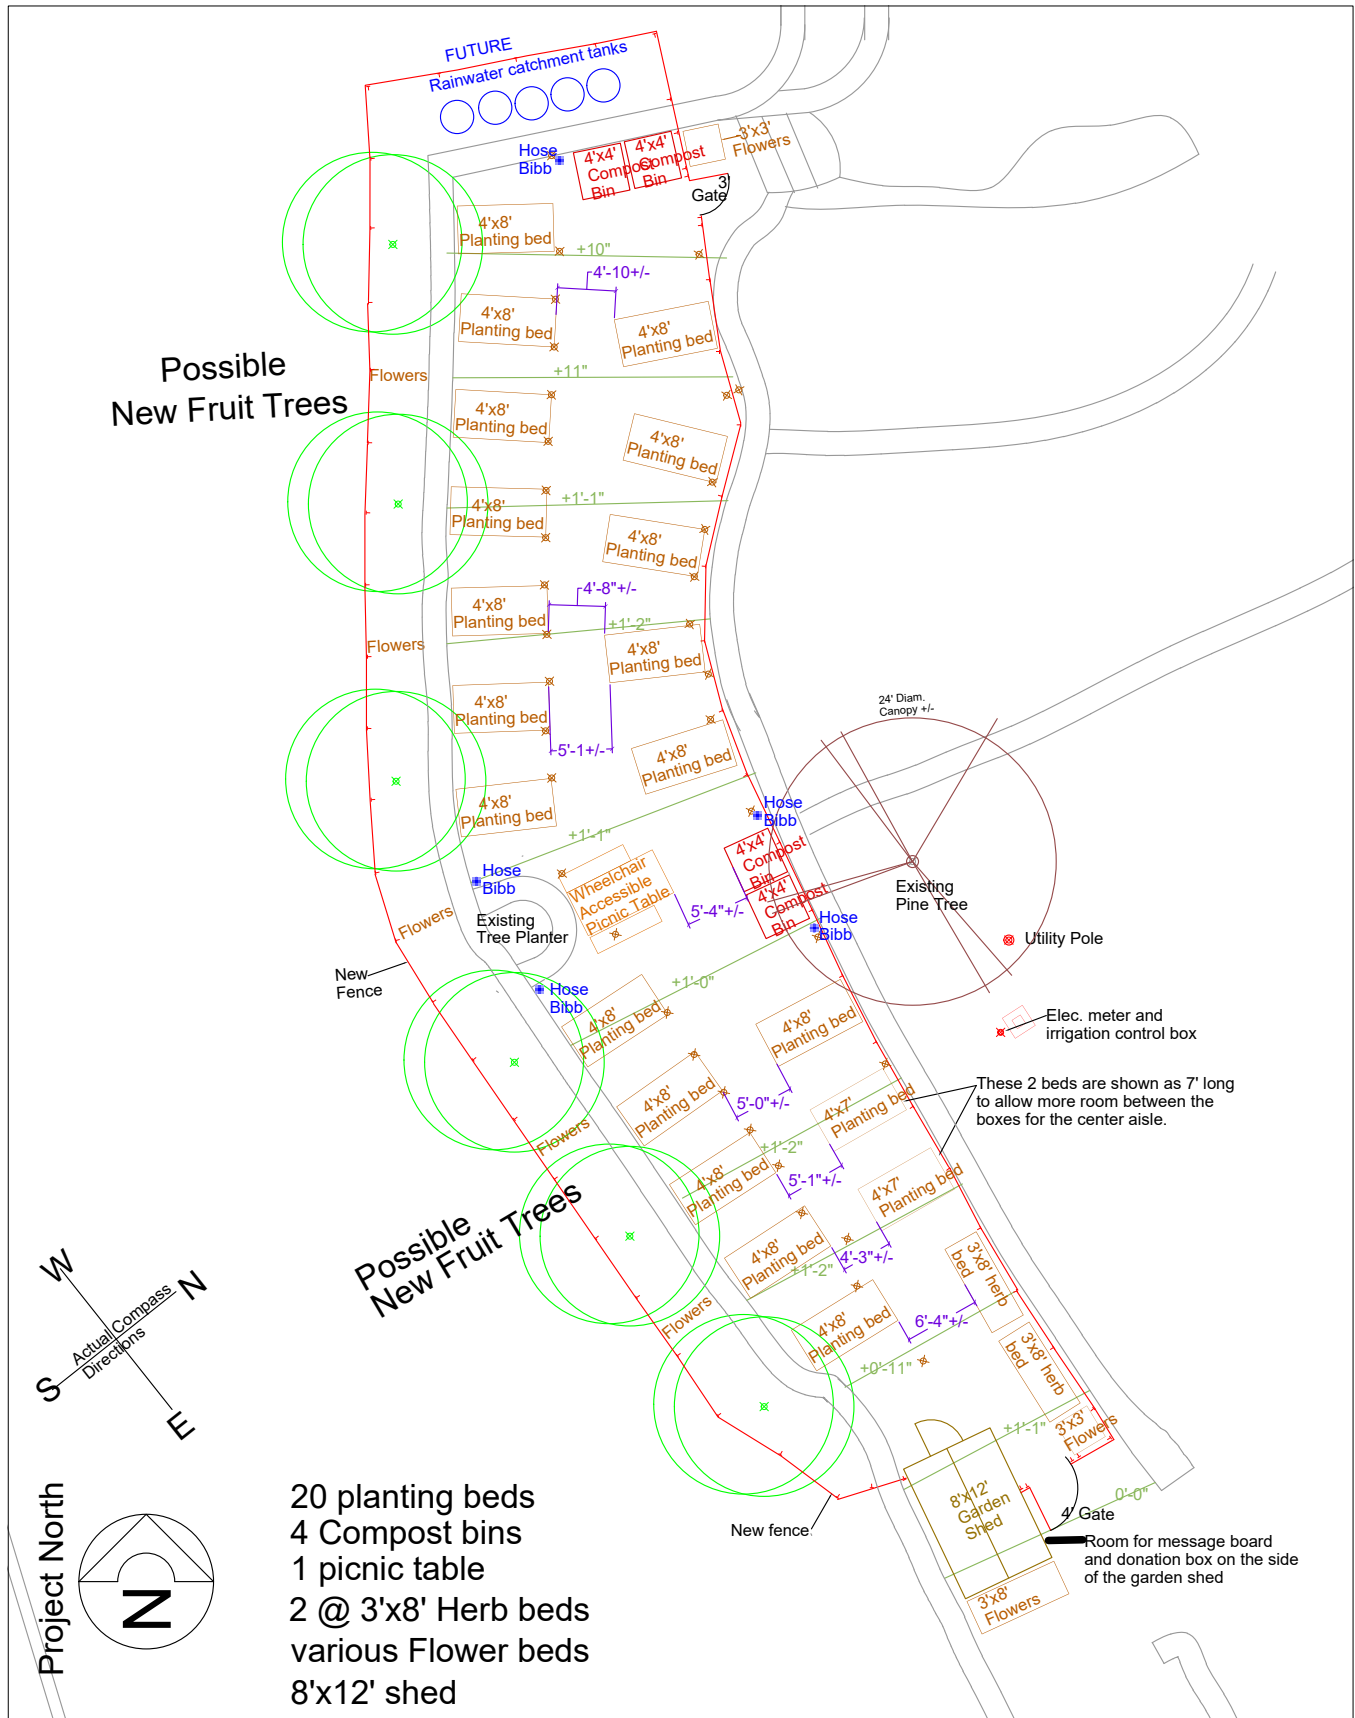 FUTURE
Rainwater catchment tanks
Hose
Bibb
4'x4'
Compost
Bin
4'x4'
Compost
Bin
3'x3'
Flowers
3'
Gate
4'x8'
Planting bed
+10"
4'-10+/-
4'x8'
Planting bed
4'x8'
Planting bed
Possible
New Fruit Trees
Flowers
+11"
4'x8'
Planting bed
4'x8'
Planting bed
4'x8'
Planting bed
+1'-1"
4'x8'
Planting bed
4'x8'
Planting bed
4'-8"+/-
+1'-2"
Flowers
4'x8'
Planting bed
4'x8'
Planting bed
5'-1+/-
4'x8'
Planting bed
24' Diam.
Canopy +/-
4'x8'
Planting bed
+1'-1"
Hose
Bibb
4'x4'
Compost
Bin
4'x4'
Compost
Bin
Hose
Bibb
Wheelchair
Accessible
Picnic Table
5'-4"+/-
Existing
Pine Tree
Hose
Bibb
Existing
Tree Planter
Flowers
Utility Pole
New
Fence
+1'-0"
Hose
Bibb
4'x8'
Planting bed
4'x8'
Planting bed
Elec. meter and
irrigation control box
4'x8'
Planting bed
5'-0"+/-
4'x7'
Planting bed
These 2 beds are shown as 7' long
to allow more room between the
boxes for the center aisle.
Flowers
+1'-2"
4'x8'
Planting bed
5'-1"+/-
4'x7'
Planting bed
Possible
New Fruit Trees
4'x8'
Planting bed
4'-3"+/-
+1'-2"
3'x8' herb
bed
Flowers
4'x8'
Planting bed
6'-4"+/-
+0'-11"
3'x8' herb
bed
W
N
Actual Compass
Directions
S
E
+1'-1"
3'x3'
Flowers
8'x12'
Garden
Shed
0'-0"
4' Gate
New fence
Room for message board
and donation box on the side
of the garden shed
3'x8'
Flowers
Project North
N
20 planting beds
4 Compost bins
1 picnic table
2 @ 3'x8' Herb beds
various Flower beds
8'x12' shed